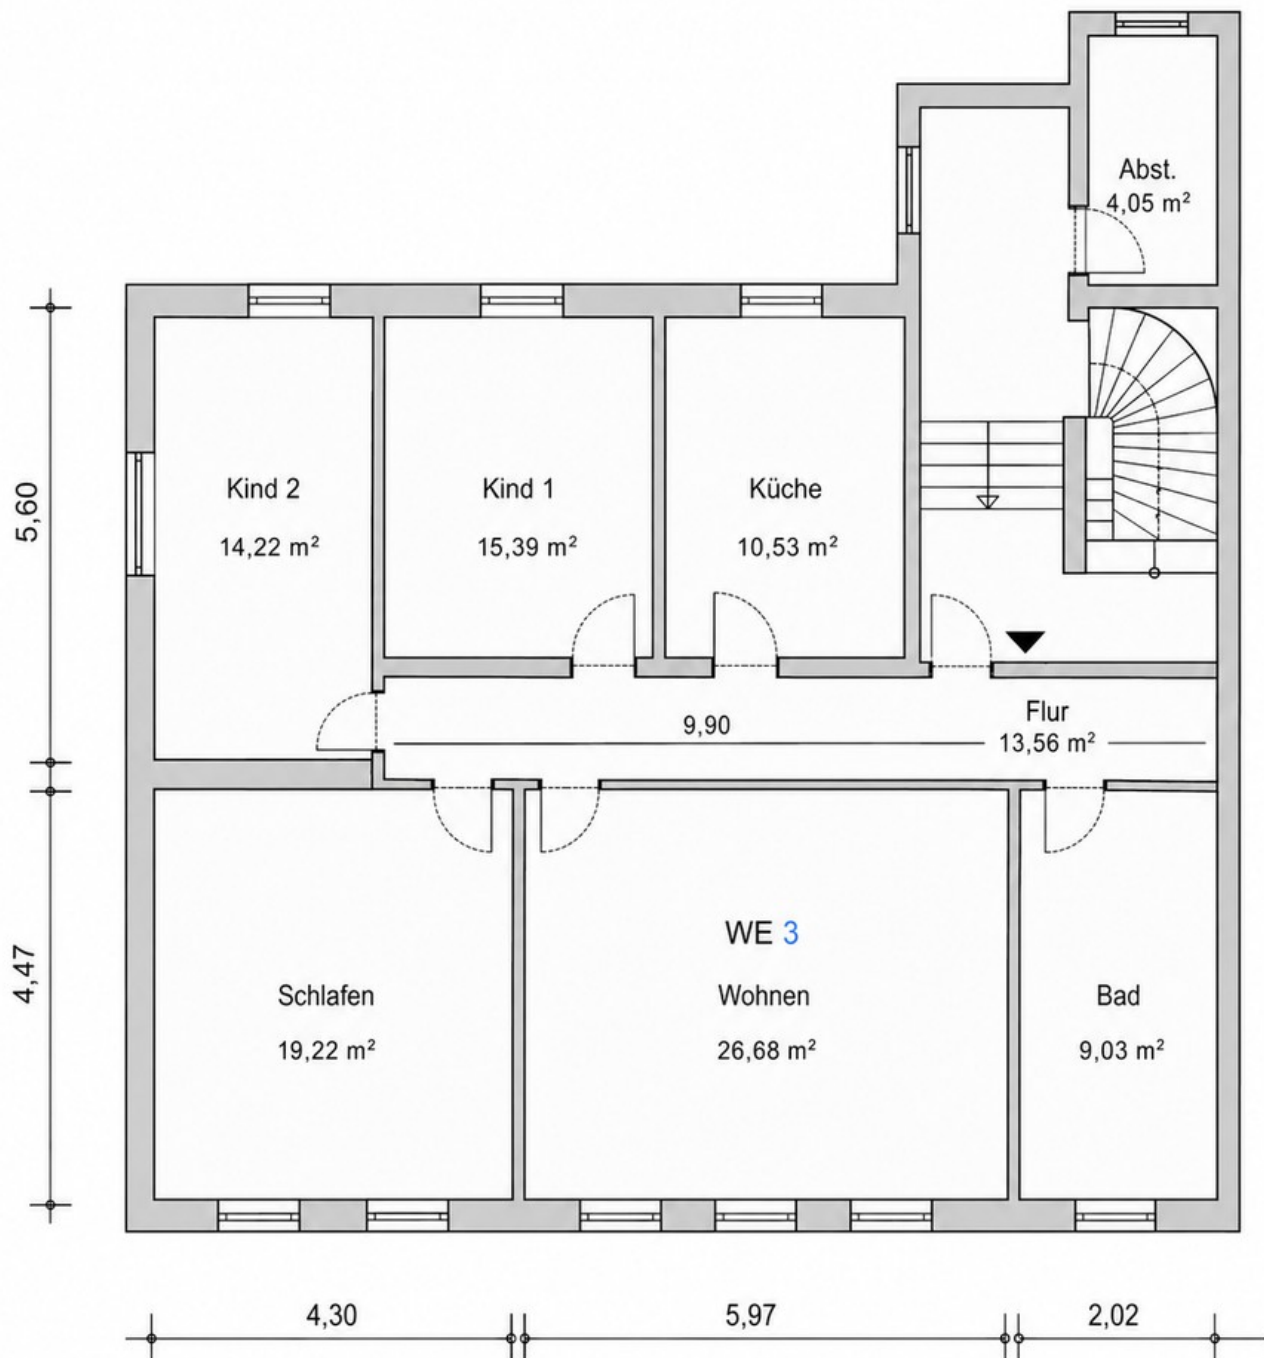 Abst.
4,05 m²
5,60
Kind 2
14,22 m²
Kind 1
15,39 m²
Küche
10,53 m²
9,90
Flur
13,56 m²
4,47
WE 3
Schlafen
19,22 m²
Wohnen
26,68 m²
Bad
9,03 m²
4,30
5,97
2,02